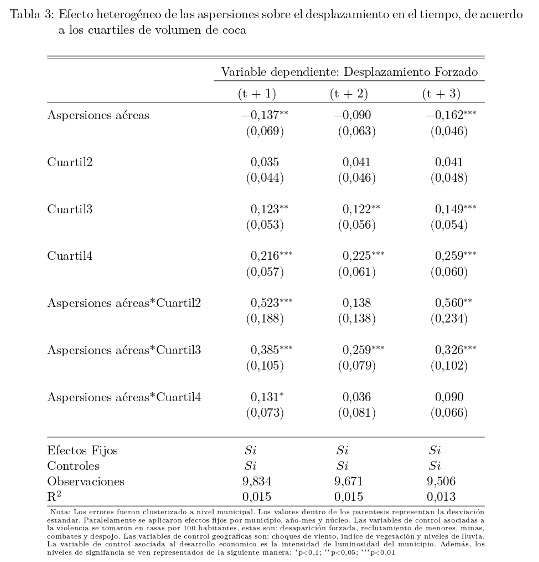 Tabla 3: Efecto heterogéneo de las aspersiones sobre el desplazamiento en el tiempo, de acuerdo
a los cuartiles de volumen de coca
Variable dependiente: Desplazamiento Forzado
(t + 1) (t + 2) (t + 3)
Aspersiones aéreas −0,137** −0,090 −0,162***
(0,069) (0,063) (0,046)
Cuartil2 0,035 0,041 0,041
(0,044) (0,046) (0,048)
Cuartil3 0,123** 0,122** 0,149***
(0,053) (0,056) (0,054)
Cuartil4 0,216*** 0,225*** 0,259***
(0,057) (0,061) (0,060)
Aspersiones aéreas*Cuartil2 0,523*** 0,138 0,560**
(0,188) (0,138) (0,234)
Aspersiones aéreas*Cuartil3 0,385*** 0,259*** 0,326***
(0,105) (0,079) (0,102)
Aspersiones aéreas*Cuartil4 0,131* 0,036 0,090
(0,073) (0,081) (0,066)
Efectos Fijos Si Si Si
Controles Si Si Si
Observaciones 9,834 9,671 9,506
R² 0,015 0,015 0,013
Nota: Los errores fueron clusterizado a nivel municipal. Los valores dentro de los parentesis representan la desviación
estandar. Paralelamente se aplicaron efectos fijos por municipio, año-mes y núcleo. Las variables de control asociadas a
la violencia se tomaron en tasas por 100 habitantes, estas son: desaparición forzada, reclutamiento de menores, minas,
combates y despojo. Las variables de control geograficas son: choques de viento, indice de vegetación y niveles de lluvia.
La variable de control asociada al desarrollo economico es la intensidad de luminosidad del municipio. Además, los
niveles de signifancia se ven representados de la siguiente manera: *p<0,1; **p<0,05; ***p<0,01